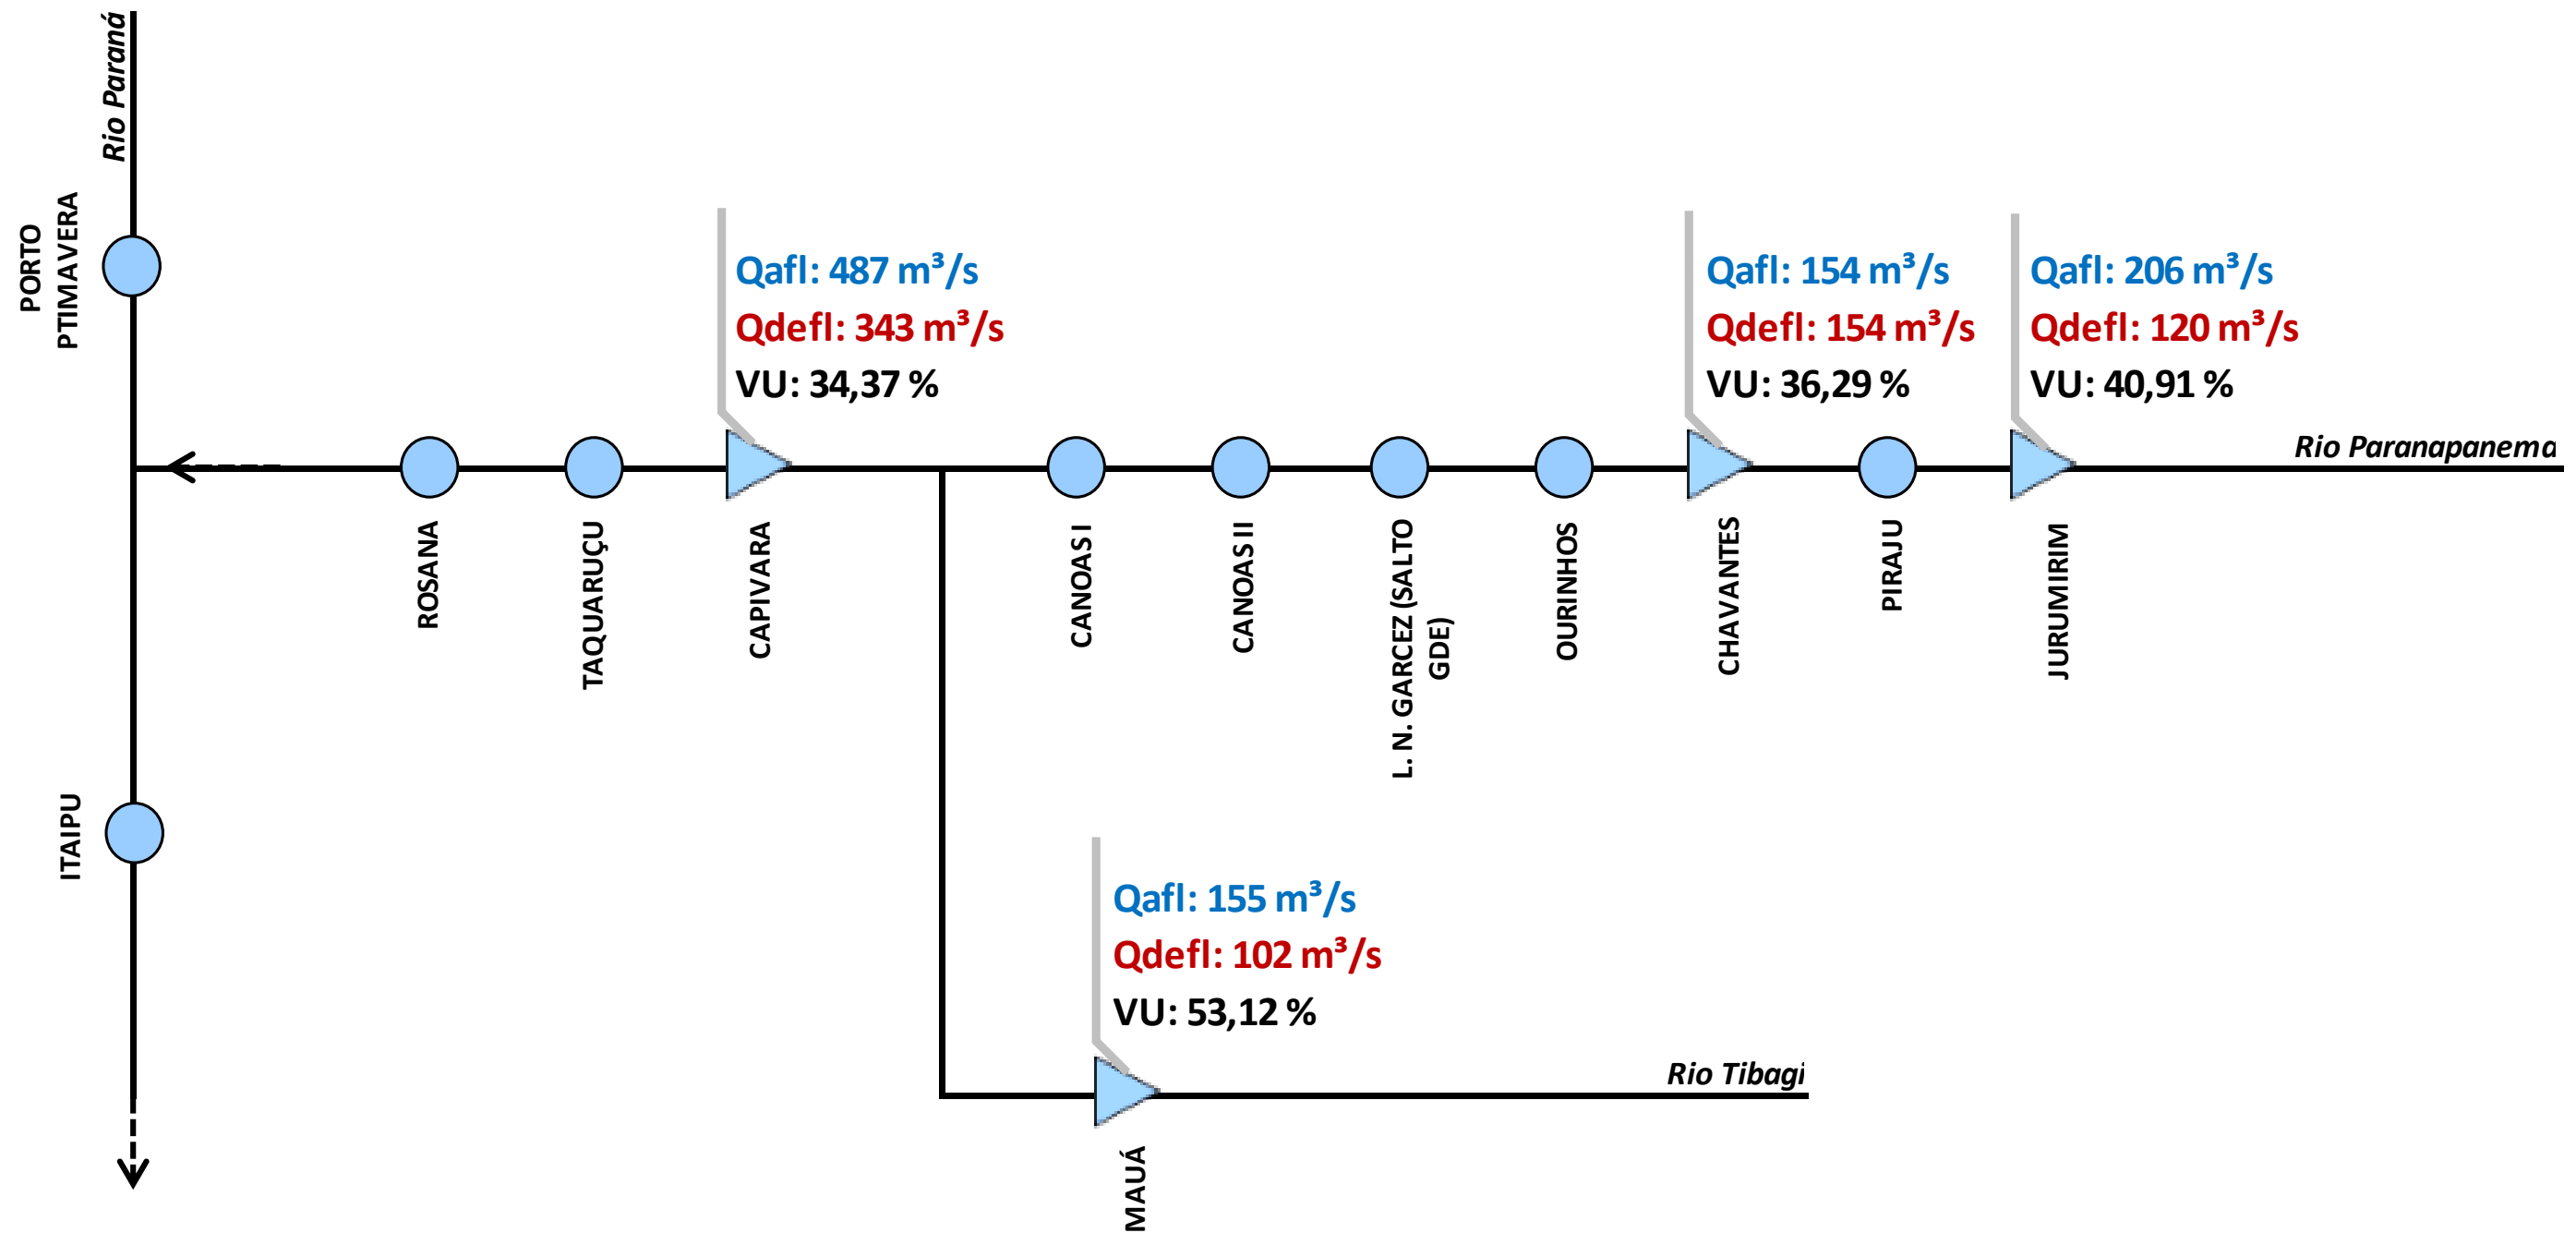 Rio Paraná
PORTO
PTIMAVERA
Qafl: 487 m³/s
Qdefl: 343 m³/s
VU: 34,37 %
Qafl: 154 m³/s
Qdefl: 154 m³/s
VU: 36,29 %
Qafl: 206 m³/s
Qdefl: 120 m³/s
VU: 40,91 %
Rio Paranapanema
ROSANA
TAQUARUÇU
CAPIVARA
CANOAS I
CANOAS II
L. N. GARCEZ (SALTO
GDE)
OURINHOS
CHAVANTES
PIRAJU
JURUMIRIM
ITAIPU
Qafl: 155 m³/s
Qdefl: 102 m³/s
VU: 53,12 %
Rio Tibagi
MAUÁ